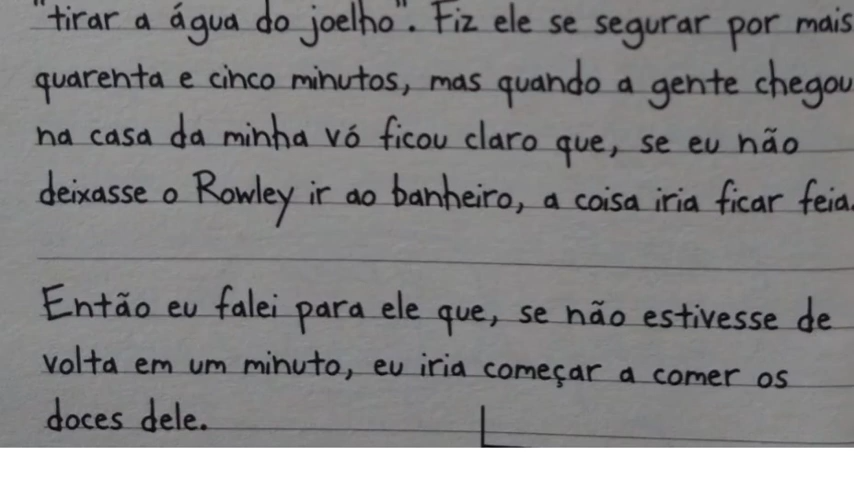 "tirar a água do joelho". Fiz ele se segurar por mais
quarenta e cinco minutos, mas quando a gente chegou
na casa da minha vó ficou claro que, se eu não
deixasse o Rowley ir ao banheiro, a coisa iria ficar feia.
Então eu falei para ele que, se não estivesse de
volta em um minuto, eu iria começar a comer os
doces dele.